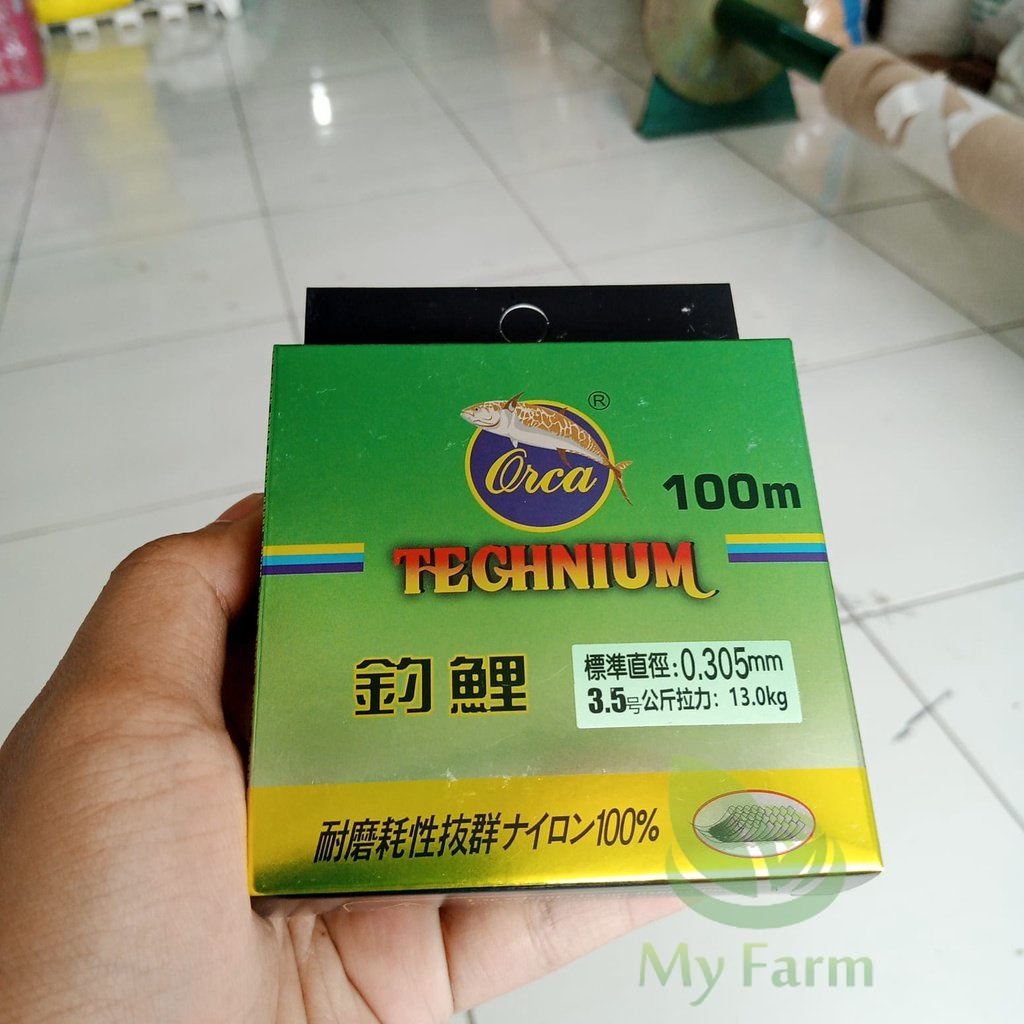 ®
Orca
100m
TECHNIUM
釣鯉
標準直徑:0.305mm
3.5号公斤拉力: 13.0kg
耐磨耗性抜群ナイロン100%
My Farm